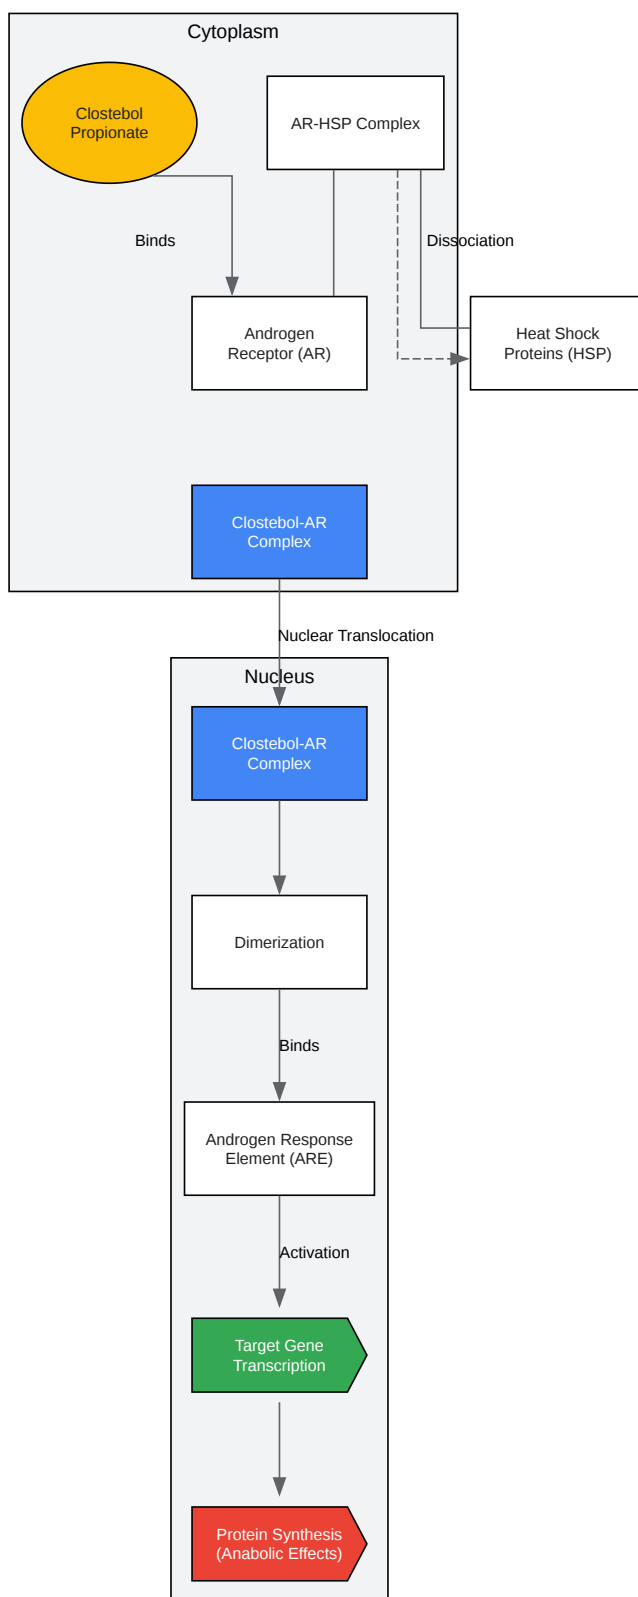 Cytoplasm
Clostebol
Propionate
AR-HSP Complex
Binds
Dissociation
Androgen
Receptor (AR)
Heat Shock
Proteins (HSP)
Clostebol-AR
Complex
Nuclear Translocation
Nucleus
Clostebol-AR
Complex
Dimerization
Binds
Androgen Response
Element (ARE)
Activation
Target Gene
Transcription
Protein Synthesis
(Anabolic Effects)